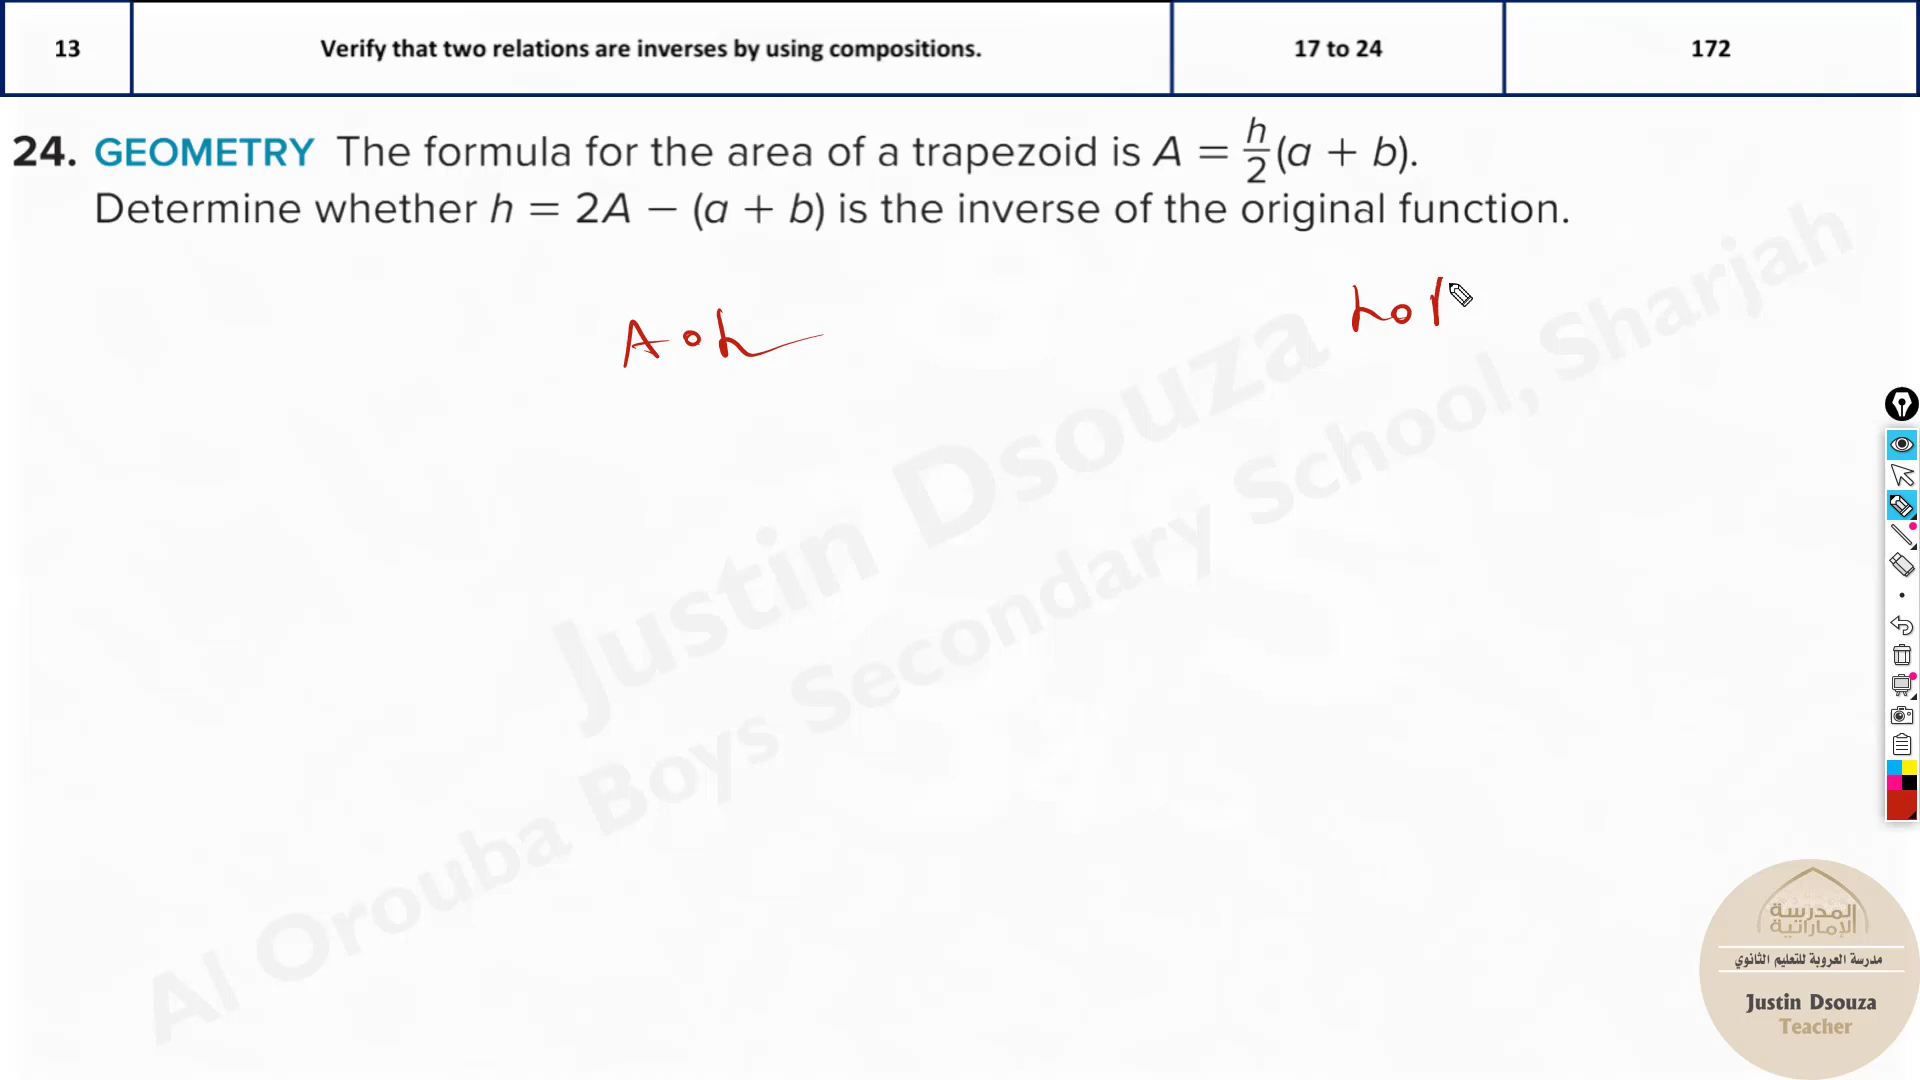 13 Verify that two relations are inverses by using compositions. 17 to 24 172
24. GEOMETRY The formula for the area of a trapezoid is A = h/2 (a + b).
Determine whether h = 2A − (a + b) is the inverse of the original function.
A o h
h o
Justin Dsouza
Al Orouba Boys Secondary School, Sharjah
المدرسة
الإماراتية
مدرسة العروبة للتعليم الثانوي
Justin Dsouza
Teacher